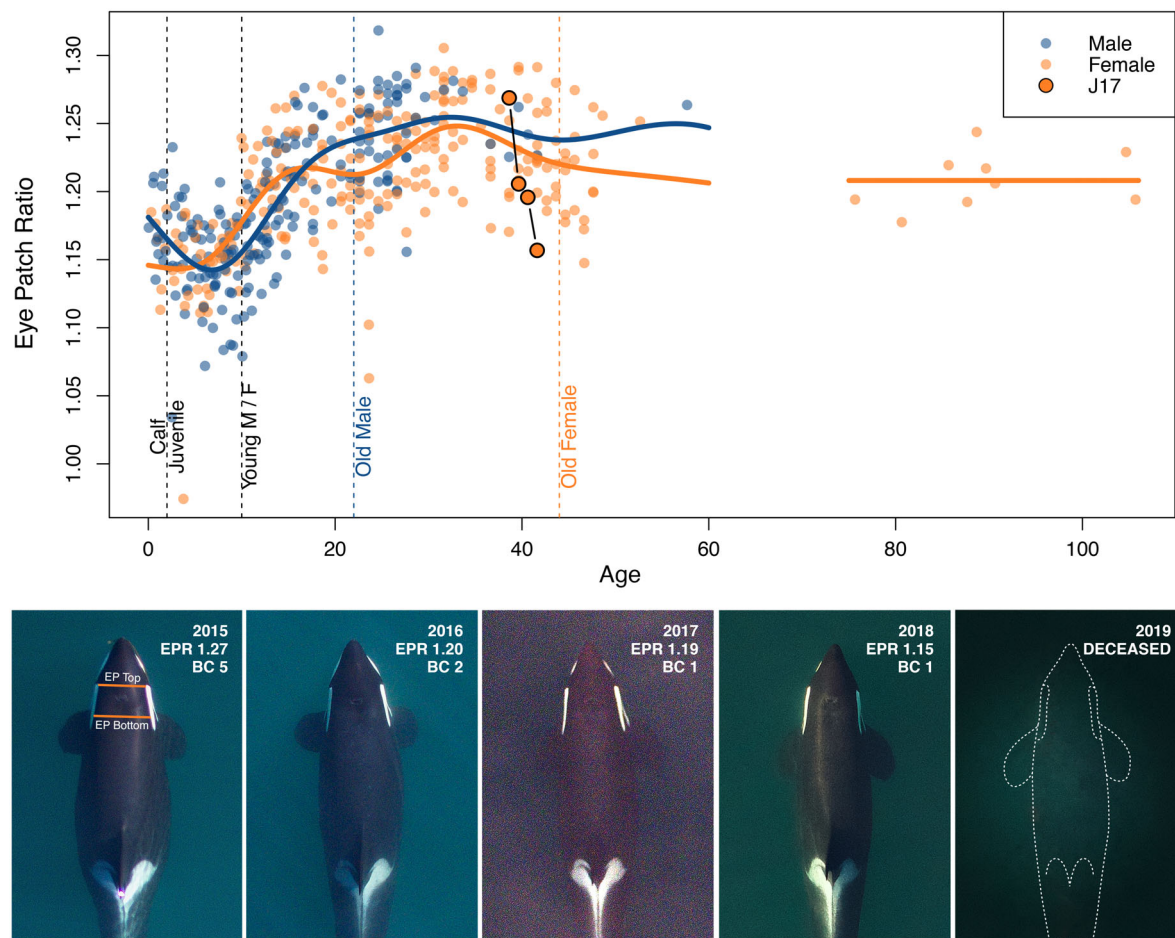 Male
Female
J17
Eye Patch Ratio
1.30
1.25
1.20
1.15
1.10
1.05
1.00
Calf
Juvenile
Young M / F
Old Male
Old Female
0
20
40
60
80
100
Age
2015
EPR 1.27
BC 5
EP Top
EP Bottom
2016
EPR 1.20
BC 2
2017
EPR 1.19
BC 1
2018
EPR 1.15
BC 1
2019
DECEASED